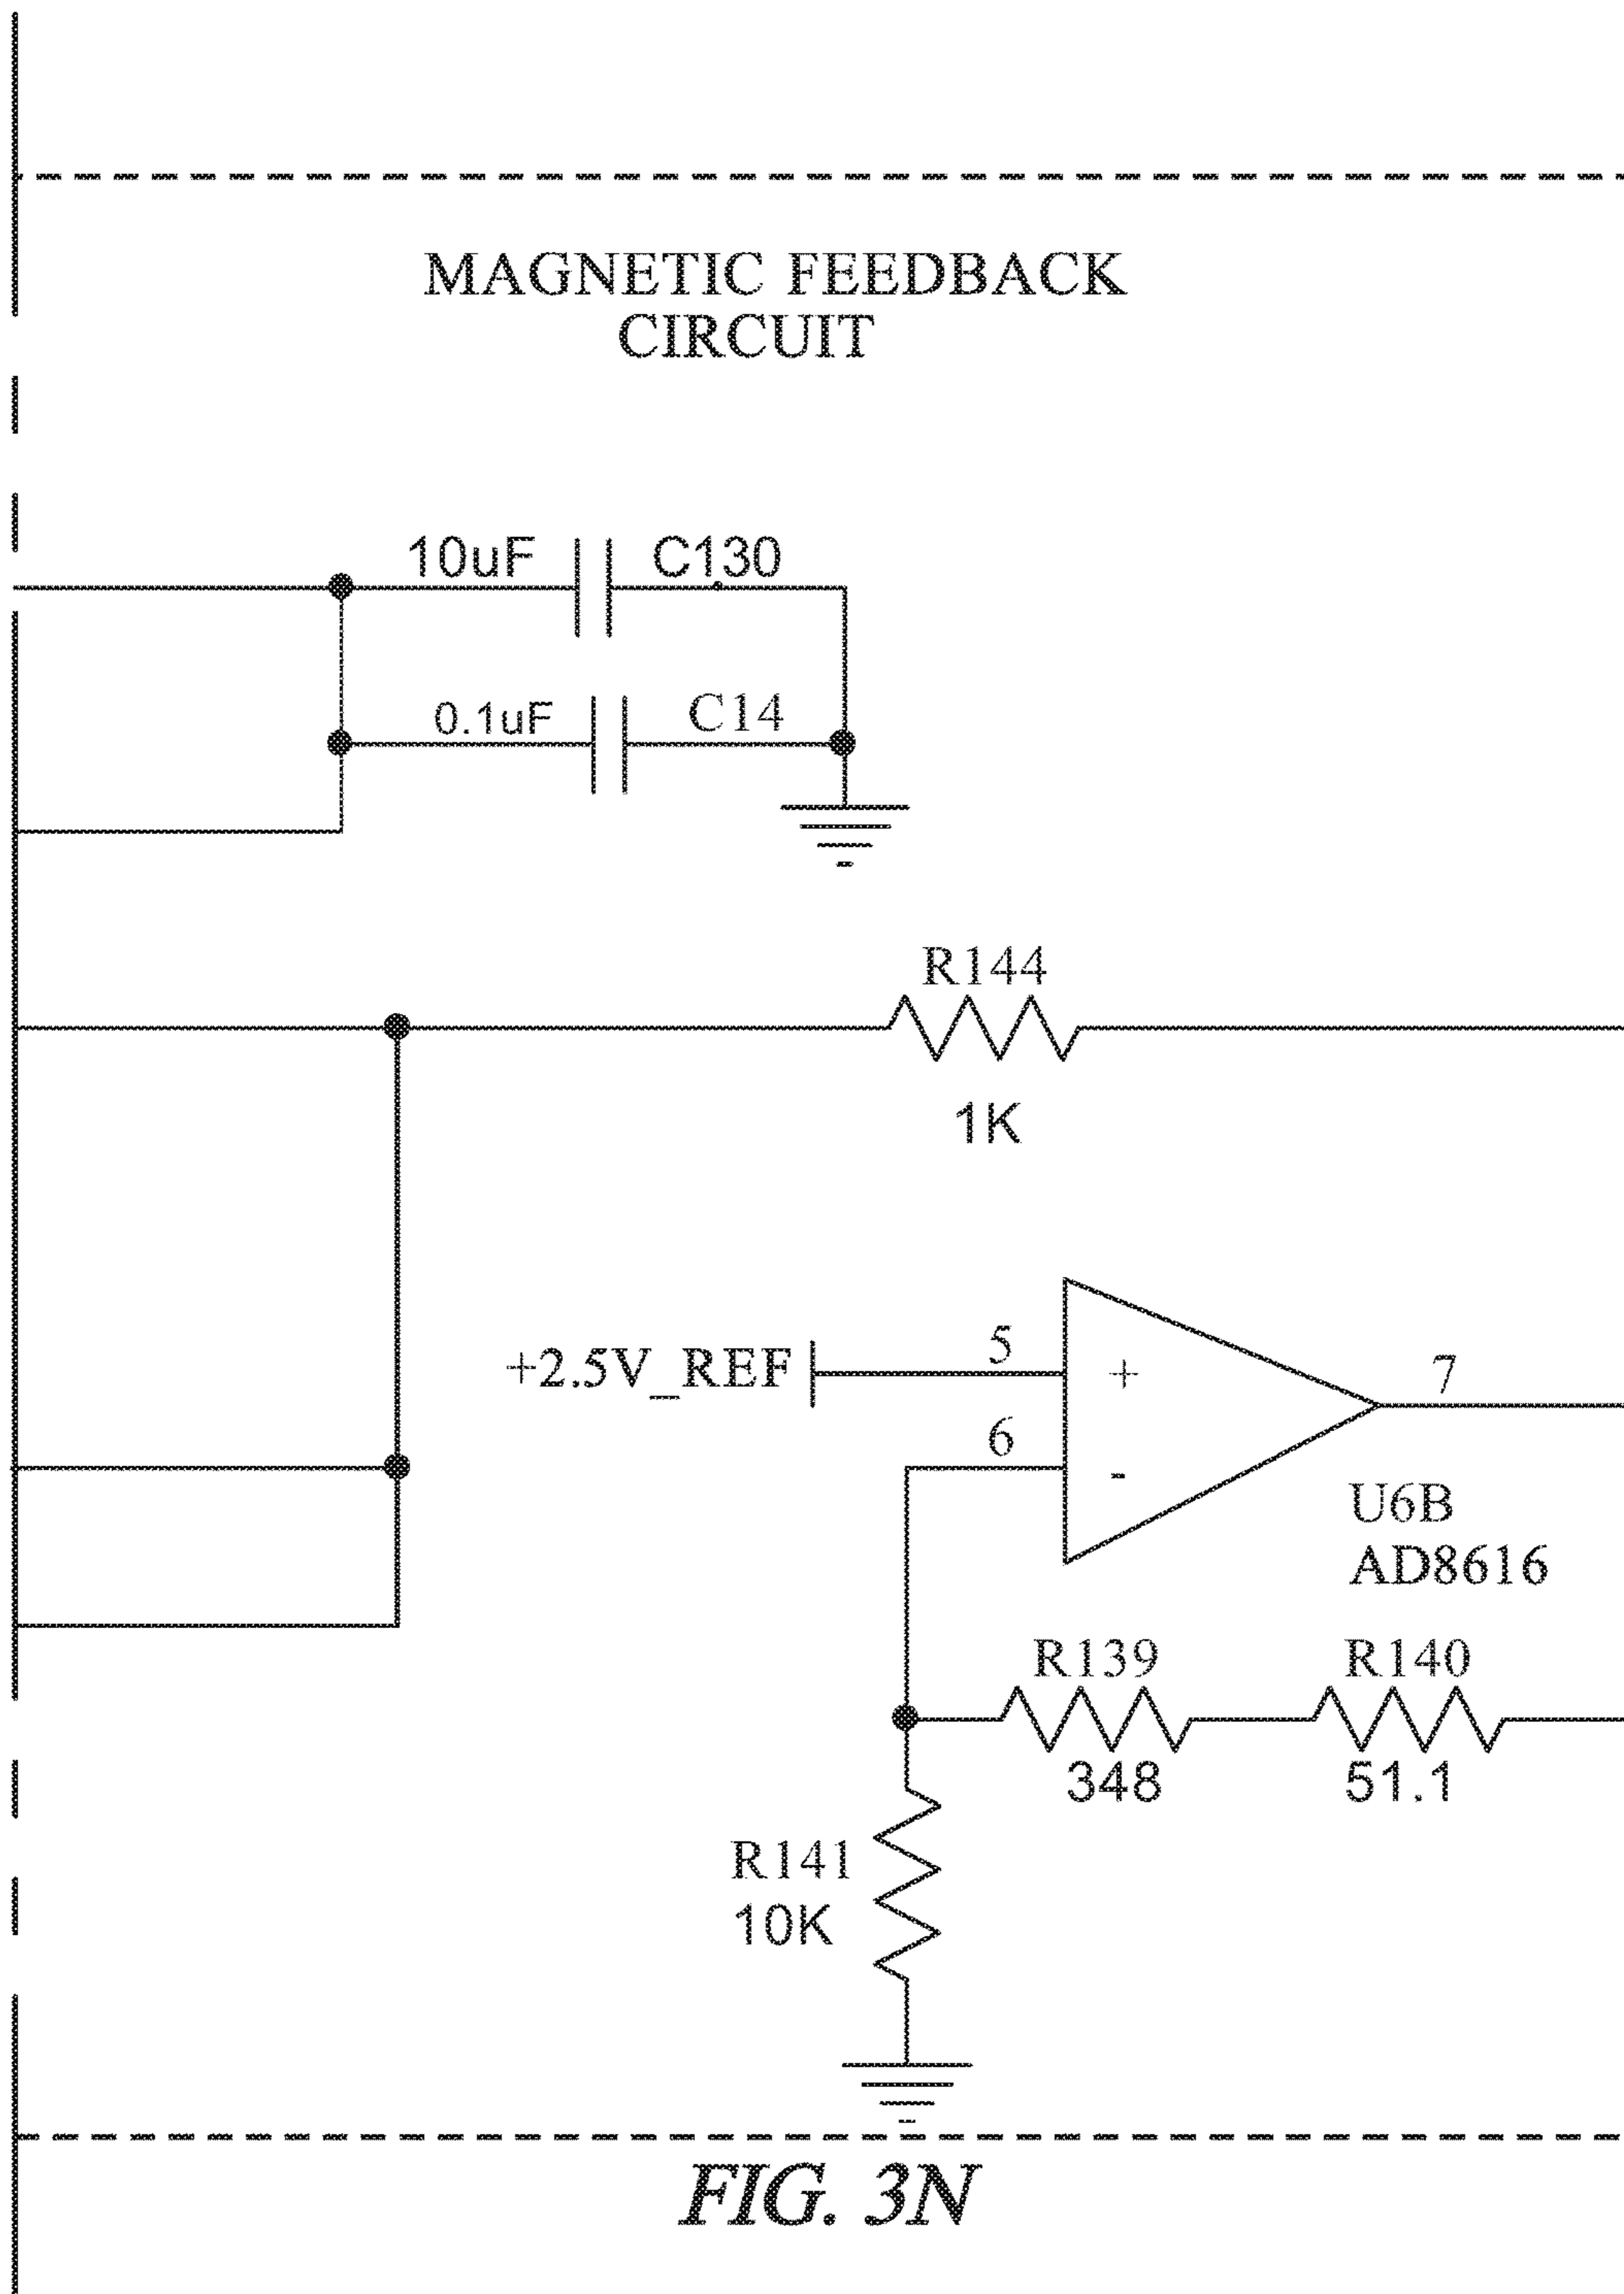 MAGNETIC FEEDBACK
CIRCUIT
10uF C130
0.1uF C14
R144
1K
+2.5V_REF
5
+
7
6
-
U6B
AD8616
R139 R140
348 51.1
R141
10K
FIG. 3N